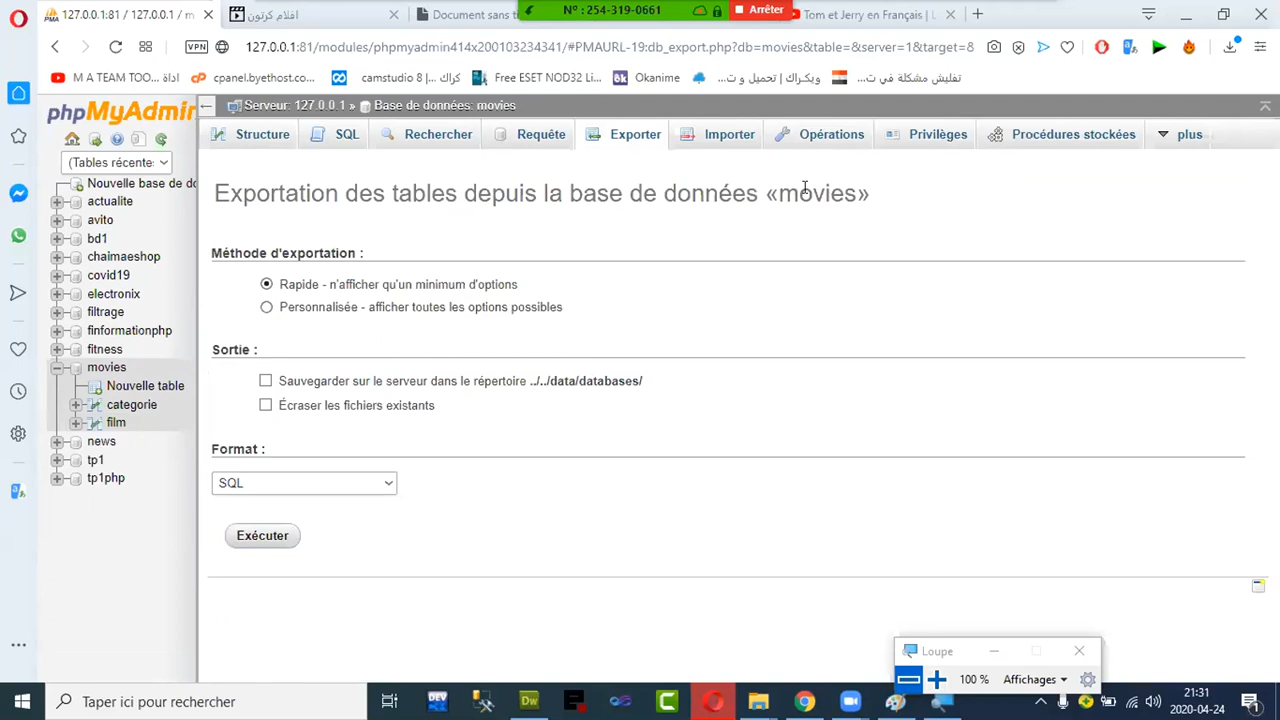 127.0.0.1:81 / 127.0.0.1 / m
افلام كرتون
Document sans ti
N° : 254-319-0661
Arrêter
Tom et Jerry en Français | L
VPN
127.0.0.1:81/modules/phpmyadmin414x200103234341/#PMAURL-19:db_export.php?db=movies&table=&server=1&target=8
M A TEAM TOO... اداة
cpanel.byethost.co...
camstudio 8 | كراك
Free ESET NOD32 Li...
Okanime
ويكـراك | تحميل و ت...
تفليش مشكلة في ت...
phpMyAdmin
Serveur: 127.0.0.1 » Base de données: movies
Structure
SQL
Rechercher
Requête
Exporter
Importer
Opérations
Privilèges
Procédures stockées
plus
(Tables récente:
Nouvelle base de do
actualite
avito
bd1
chaimaeshop
covid19
electronix
filtrage
finformationphp
fitness
movies
Nouvelle table
categorie
film
news
tp1
tp1php
Exportation des tables depuis la base de données «movies»
Méthode d'exportation :
Rapide - n'afficher qu'un minimum d'options
Personnalisée - afficher toutes les options possibles
Sortie :
Sauvegarder sur le serveur dans le répertoire ../../data/databases/
Écraser les fichiers existants
Format :
SQL
Exécuter
Loupe
100 %
Affichages
Taper ici pour rechercher
DEV
Dw
21:31
2020-04-24